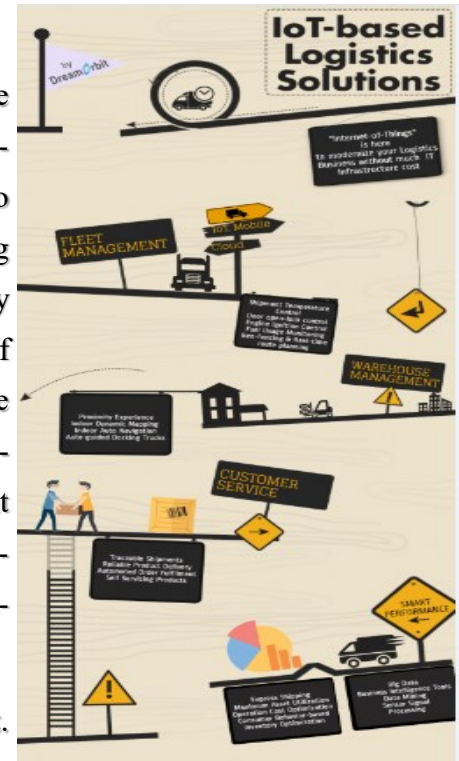 IoT-based
Logistics
Solutions
by
DreamOrbit
"Internet-of-Things"
is here
to modernize your Logistics
Business without much IT
Infrastructure cost
FLEET
MANAGEMENT
IoT Mobile
Cloud
Shipment Temperature
Control
Door open-lock control
Engine Ignition Control
Fuel Usage Monitoring
Geo-fencing & Real-time
route planning
WAREHOUSE
MANAGEMENT
Proximity Experience
Indoor Dynamic Mapping
Indoor Auto Navigation
Auto-guided Docking Trucks
CUSTOMER
SERVICE
Traceable Shipments
Reliable Product Delivery
Automated Order Fulfilment
Self Servicing Products
SMART
PERFORMANCE
Express Shipping
Maximum Asset Utilization
Operation Cost Optimization
Consumer Behavior-based
Inventory Optimization
Big Data
Business Intelligence Tools
Data Mining
Sensor Signal
Processing